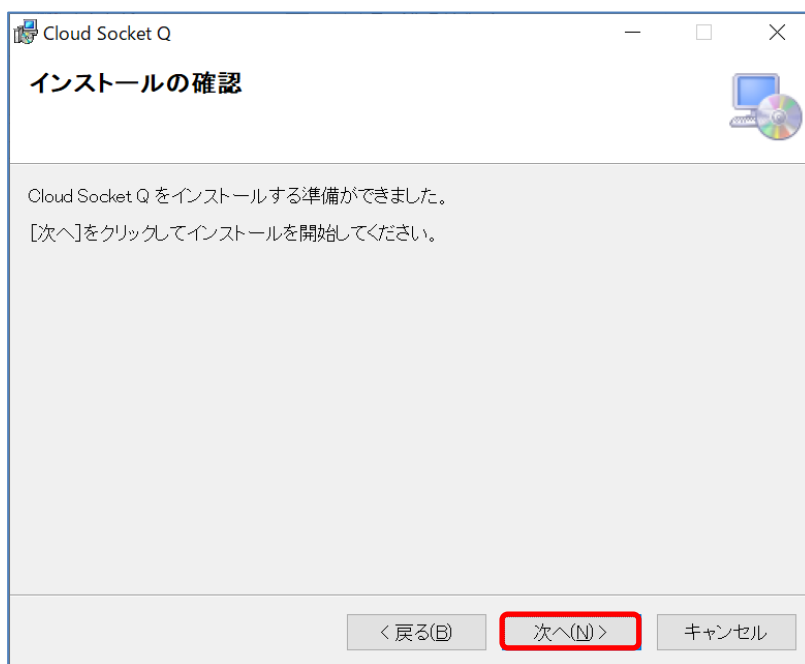 Cloud Socket Q
インストールの確認
Cloud Socket Q をインストールする準備ができました。
[次へ]をクリックしてインストールを開始してください。
< 戻る(B)
次へ(N) >
キャンセル